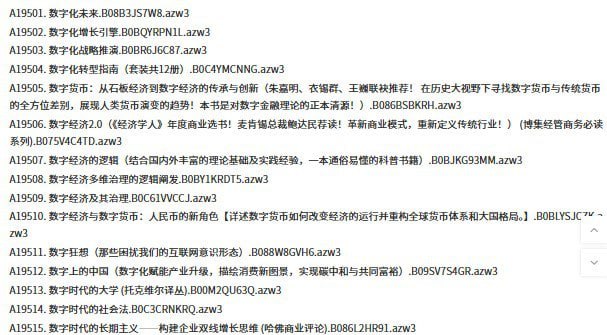 A19501. 数字化未来.B08B3JS7W8.azw3
A19502. 数字化增长引擎.B0BQYRPN1L.azw3
A19503. 数字化战略推演.B0BR6J6C87.azw3
A19504. 数字化转型指南（套装共12册）.B0C4YMCNNG.azw3
A19505. 数字货币：从石板经济到数字经济的传承与创新（朱嘉明、衣锡群、王巍联袂推荐！ 在历史大视野下寻找数字货币与传统货币
的全方位差别，展现人类货币演变的趋势！本书是对数字金融理论的正本清源！）.B086BSBKRH.azw3
A19506. 数字经济2.0（《经济学人》年度商业选书！麦肯锡总裁鲍达民荐读！革新商业模式，重新定义传统行业！） (博集经管商务必读
系列).B075V4C4TD.azw3
A19507. 数字经济的逻辑（结合国内外丰富的理论基础及实践经验，一本通俗易懂的科普书籍）.B0BJKG93MM.azw3
A19508. 数字经济多维治理的逻辑阐发.B0BY1KRDT5.azw3
A19509. 数字经济及其治理.B0C61VVCCJ.azw3
A19510. 数字经济与数字货币：人民币的新角色【详述数字货币如何改变经济的运行并重构全球货币体系和大国格局。】.B0BLYSJCZK.a
zw3
A19511. 数字狂想（那些困扰我们的互联网意识形态）.B088W8GVH6.azw3
A19512. 数字上的中国（数字化赋能产业升级，描绘消费新图景，实现碳中和与共同富裕）.B09SV7S4GR.azw3
A19513. 数字时代的大学 (托克维尔译丛).B00M2QU63Q.azw3
A19514. 数字时代的社会法.B0C3CRNKRQ.azw3
A19515. 数字时代的长期主义——构建企业双线增长思维 (哈佛商业评论).B086L2HR91.azw3